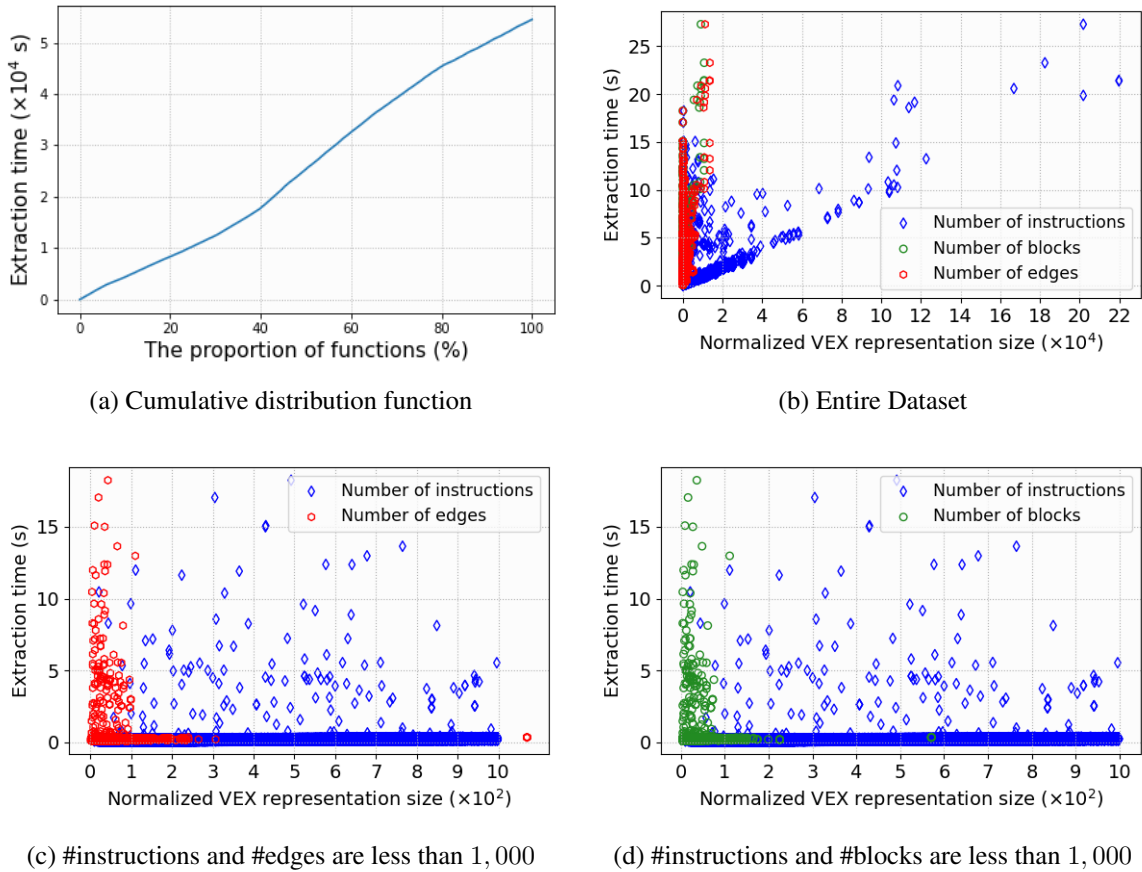 Extraction time (×10⁴ s)
5
4
3
2
1
0
0 20 40 60 80 100
The proportion of functions (%)
(a) Cumulative distribution function
Extraction time (s)
25
20
15
10
5
0
Number of instructions
Number of blocks
Number of edges
0 2 4 6 8 10 12 14 16 18 20 22
Normalized VEX representation size (×10⁴)
(b) Entire Dataset
Extraction time (s)
15
10
5
0
Number of instructions
Number of edges
0 1 2 3 4 5 6 7 8 9 10
Normalized VEX representation size (×10²)
(c) #instructions and #edges are less than 1,000
Extraction time (s)
15
10
5
0
Number of instructions
Number of blocks
0 1 2 3 4 5 6 7 8 9 10
Normalized VEX representation size (×10²)
(d) #instructions and #blocks are less than 1,000